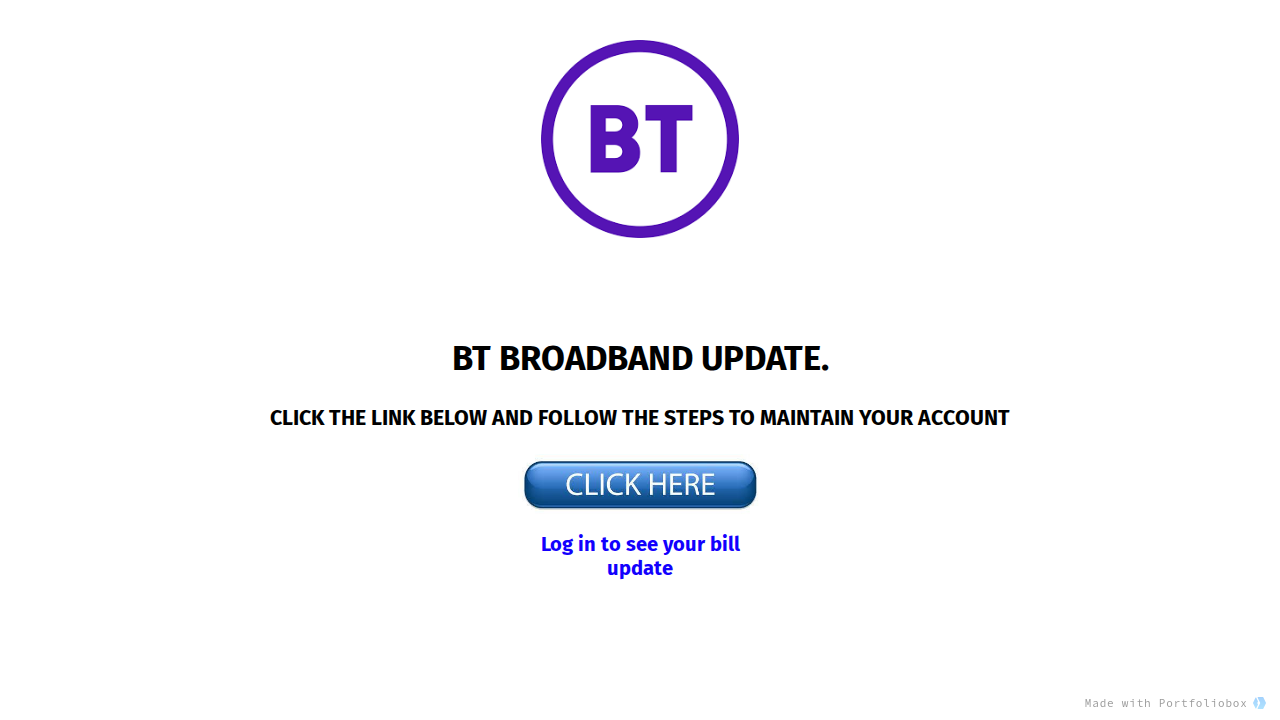 BT
BT BROADBAND UPDATE.
CLICK THE LINK BELOW AND FOLLOW THE STEPS TO MAINTAIN YOUR ACCOUNT
CLICK HERE
Log in to see your bill
update
Made with Portfoliobox